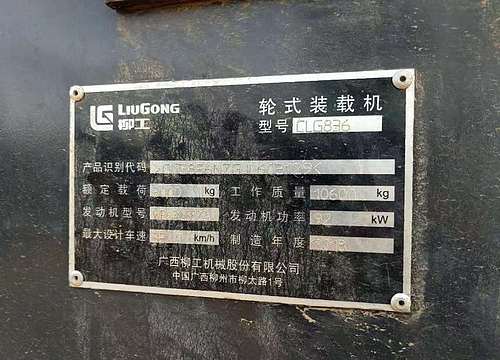 LIUGONG
柳工
轮式装载机
型号 CLG836
产品识别代码
额定载荷 kg 工作质量 10600 kg
发动机型号 发动机功率 92 kW
最大设计车速 km/h 制造年度
广西柳工机械股份有限公司
中国广西柳州市柳太路1号